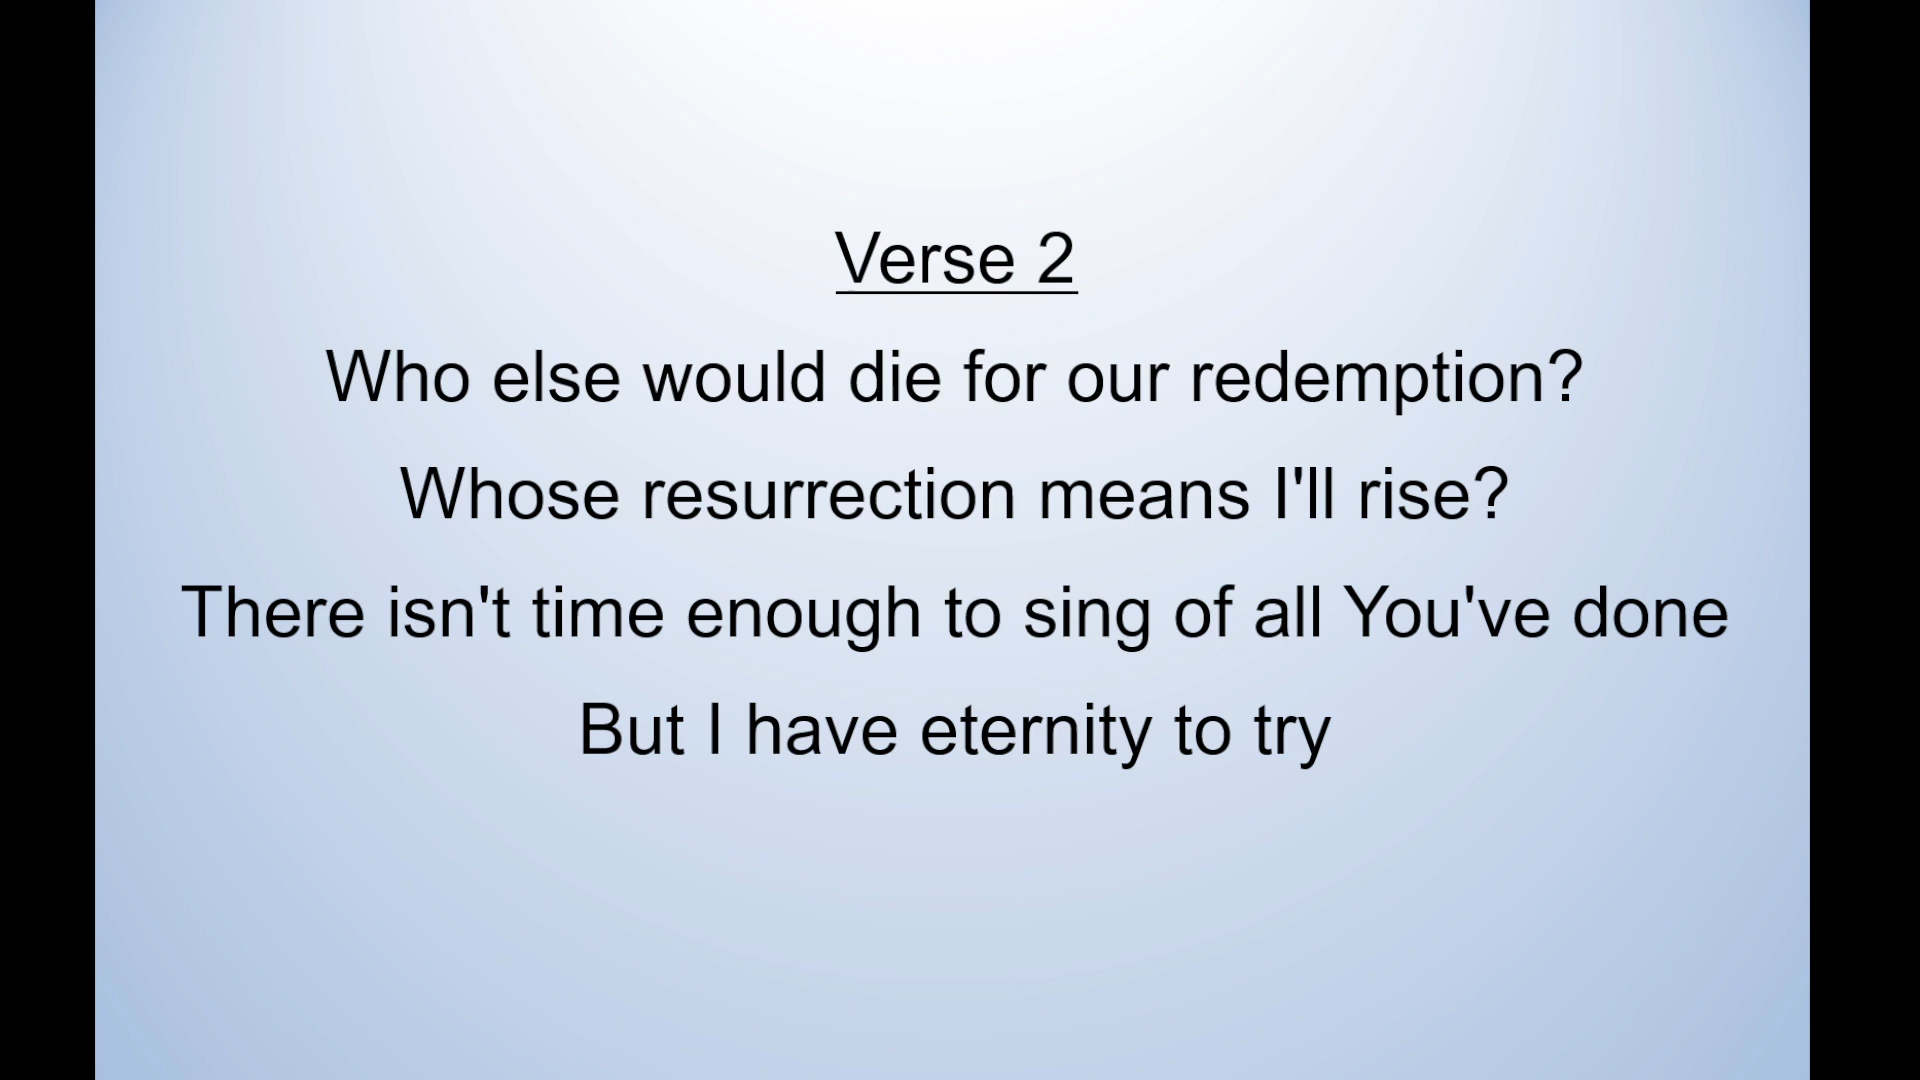 Verse 2
Who else would die for our redemption?
Whose resurrection means I'll rise?
There isn't time enough to sing of all You've done
But I have eternity to try